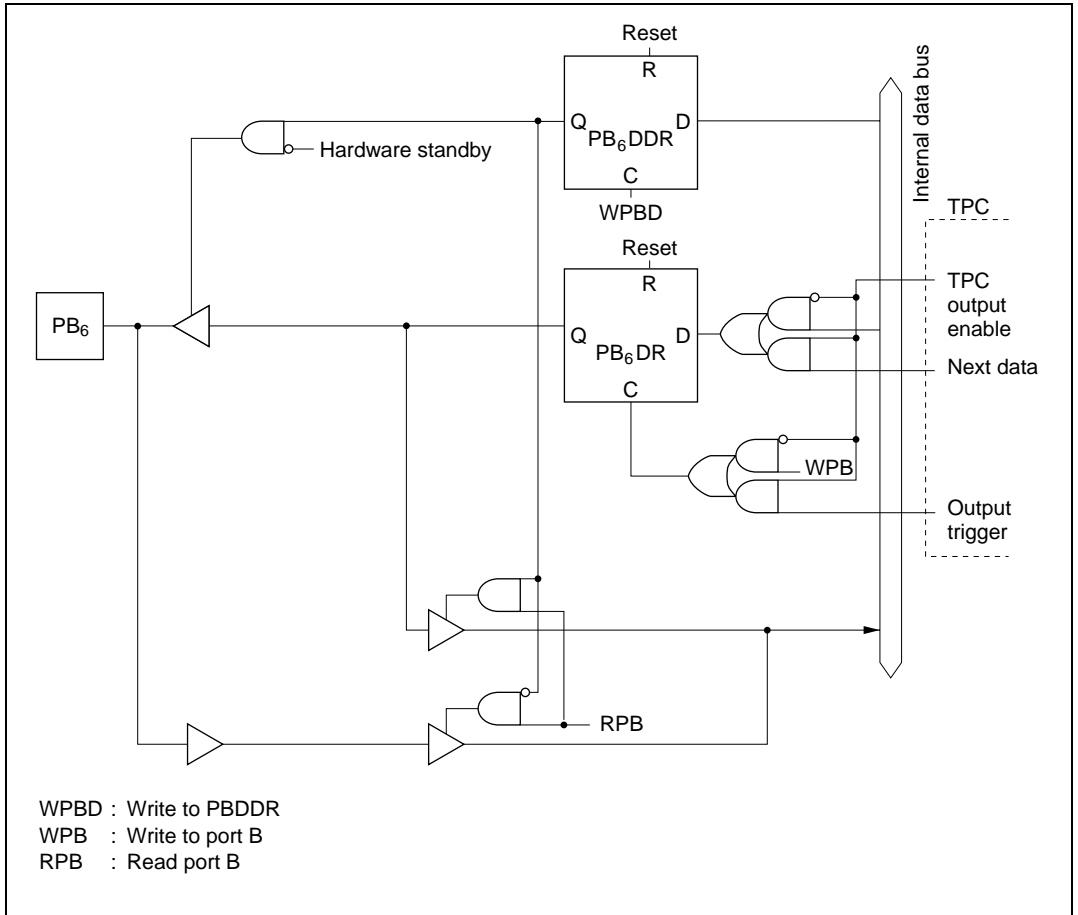 Reset
R
Q
D
PB6DDR
C
WPBD
Hardware standby
Internal data bus
TPC
Reset
R
TPC
output
enable
PB6
Q
D
PB6DR
C
Next data
WPB
Output
trigger
RPB
WPBD : Write to PBDDR
WPB : Write to port B
RPB : Read port B